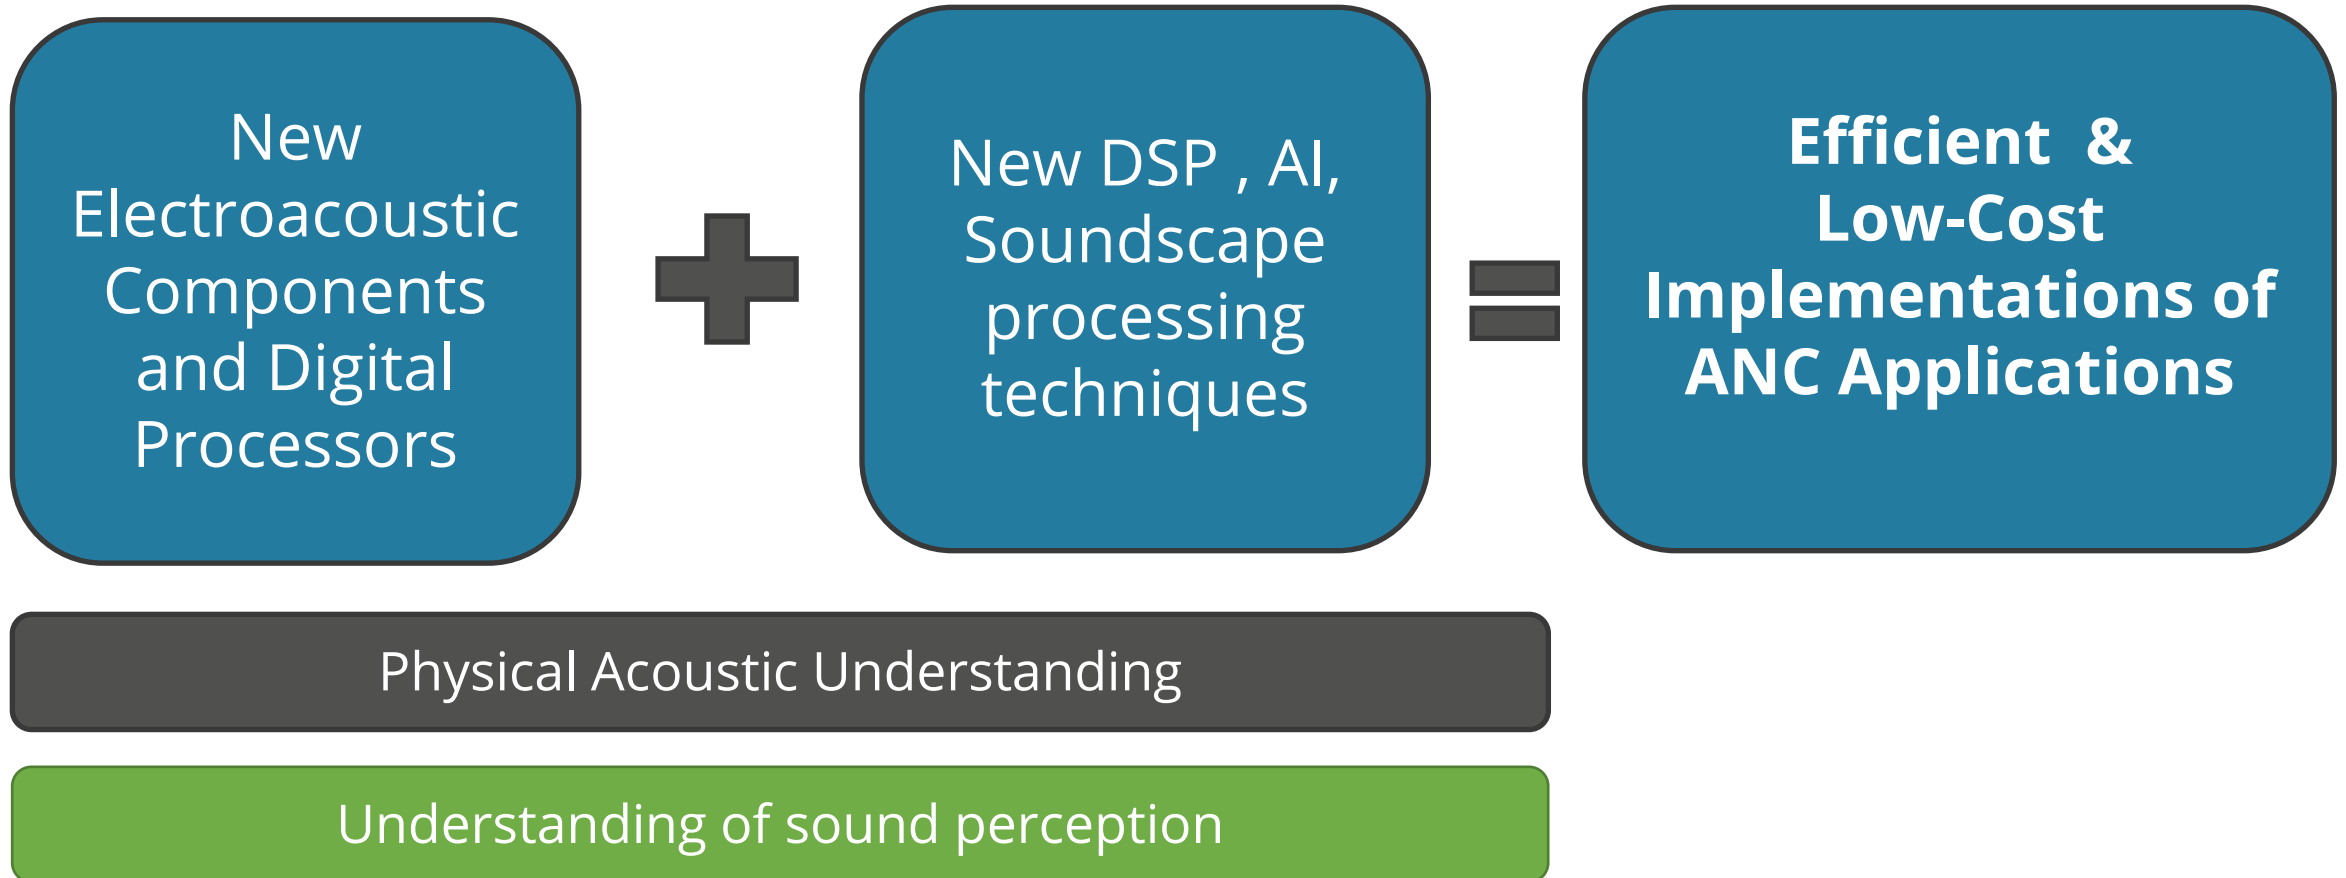 New
Electroacoustic
Components
and Digital
Processors
New DSP , AI,
Soundscape
processing
techniques
Efficient  &
Low-Cost
Implementations of
ANC Applications
Physical Acoustic Understanding
Understanding of sound perception